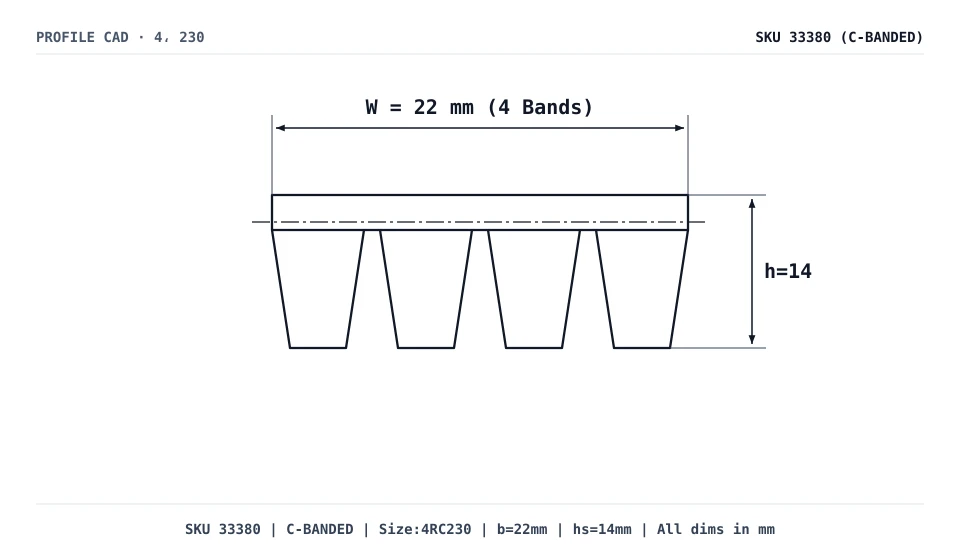 PROFILE CAD · 4 230
SKU 33380 (C-BANDED)
W = 22 mm (4 Bands)
h=14
SKU 33380 | C-BANDED | Size:4RC230 | b=22mm | hs=14mm | All dims in mm